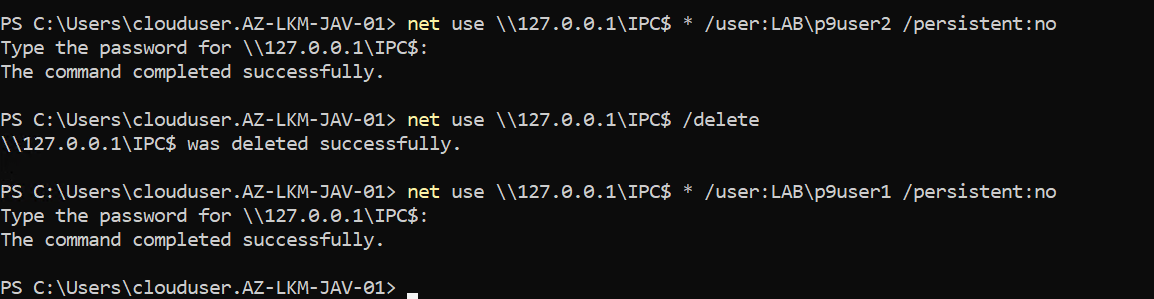 PS C:\Users\clouduser.AZ-LKM-JAV-01> net use \\127.0.0.1\IPC$ * /user:LAB\p9user2 /persistent:no
Type the password for \\127.0.0.1\IPC$:
The command completed successfully.
PS C:\Users\clouduser.AZ-LKM-JAV-01> net use \\127.0.0.1\IPC$ /delete
\\127.0.0.1\IPC$ was deleted successfully.
PS C:\Users\clouduser.AZ-LKM-JAV-01> net use \\127.0.0.1\IPC$ * /user:LAB\p9user1 /persistent:no
Type the password for \\127.0.0.1\IPC$:
The command completed successfully.
PS C:\Users\clouduser.AZ-LKM-JAV-01>